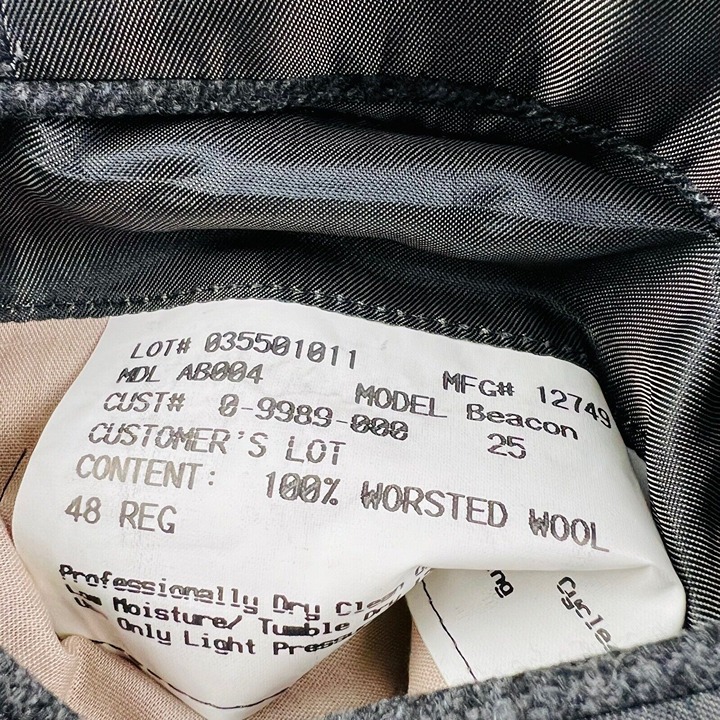 LOT# 035501011 MFG# 12749
MDL AB004 MODEL Beacon
CUST# 0-9989-000 25
CUSTOMER'S LOT
CONTENT: 100% WORSTED WOOL
48 REG
Professionally Dry Clean
Low Moisture/ Tumble
Only Light Press
Cycle